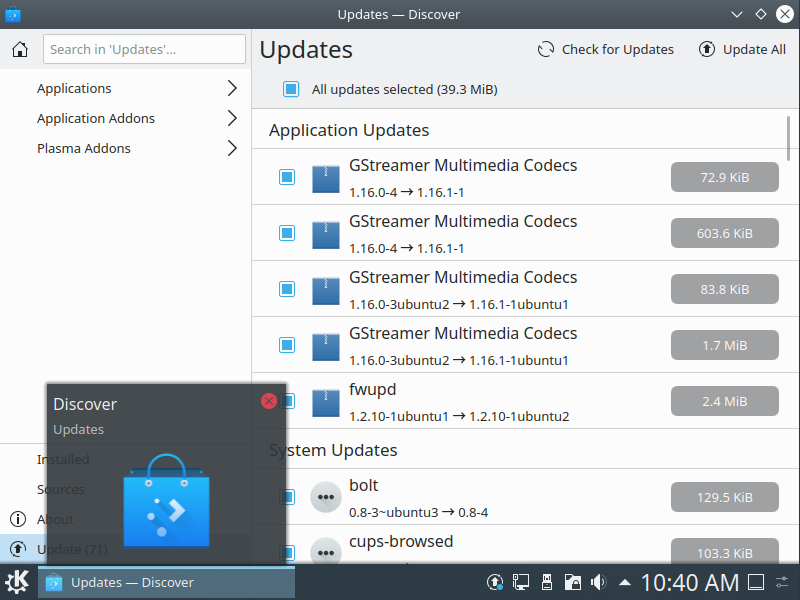 Updates — Discover
Search in 'Updates'...
Updates
Check for Updates
Update All
All updates selected (39.3 MiB)
Applications
Application Addons
Plasma Addons
Application Updates
GStreamer Multimedia Codecs
1.16.0-4 → 1.16.1-1
72.9 KiB
GStreamer Multimedia Codecs
1.16.0-4 → 1.16.1-1
603.6 KiB
GStreamer Multimedia Codecs
1.16.0-3ubuntu2 → 1.16.1-1ubuntu1
83.8 KiB
GStreamer Multimedia Codecs
1.16.0-3ubuntu2 → 1.16.1-1ubuntu1
1.7 MiB
fwupd
1.2.10-1ubuntu1 → 1.2.10-1ubuntu2
2.4 MiB
System Updates
bolt
0.8-3~ubuntu3 → 0.8-4
129.5 KiB
cups-browsed
103.3 KiB
Discover
Updates
Installed
Sources
About
Update (71)
Updates — Discover
10:40 AM